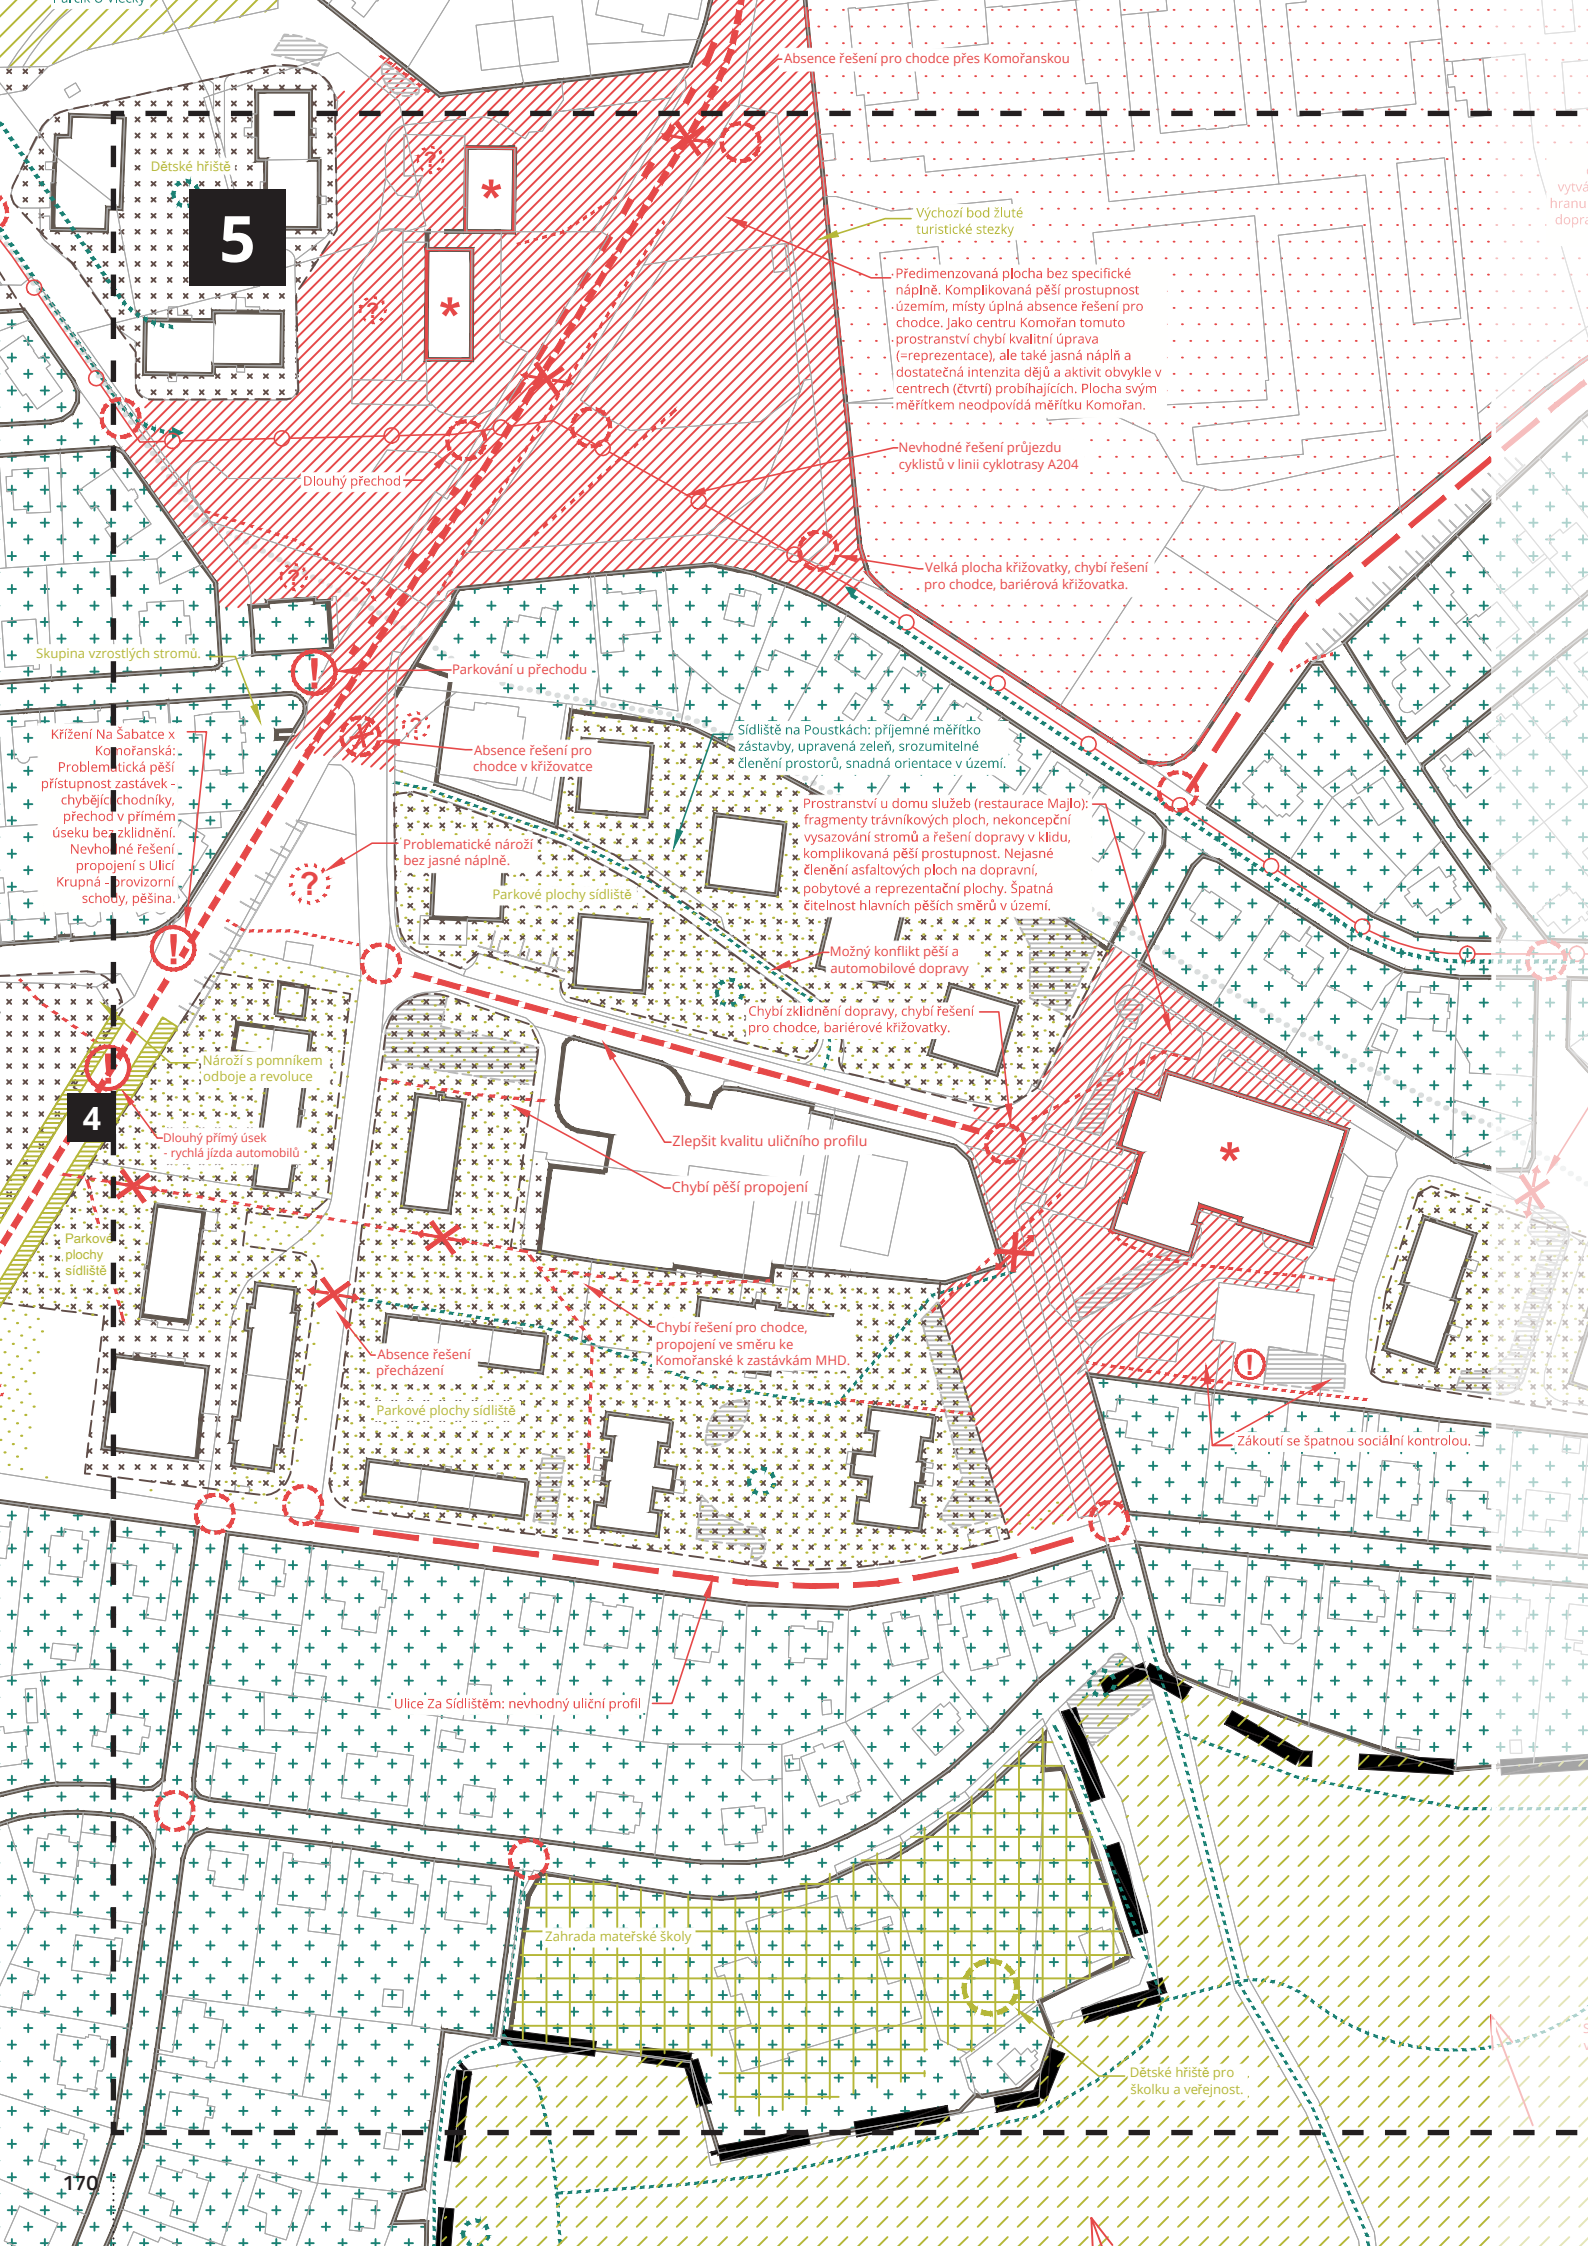 Absence řešení pro chodce přes Komořanskou
Dětské hřiště
5
Výchozí bod žluté
turistické stezky
Předimenzovaná plocha bez specifické
náplně. Komplikovaná pěší prostupnost
územím, místy úplná absence řešení pro
chodce. Jako centru Komořan tomuto
prostranství chybí kvalitní úprava
(=reprezentace), ale také jasná náplň a
dostatečná intenzita dějů a aktivit obvykle v
centrech (čtvrtí) probíhajících. Plocha svým
měřítkem neodpovídá měřítku Komořan.
Nevhodné řešení průjezdu
cyklistů v linii cyklotrasy A204
Dlouhý přechod
Velká plocha křižovatky, chybí řešení
pro chodce, bariérová křižovatka.
Skupina vzrostlých stromů.
Parkování u přechodu
Křížení Na Šabatce x
Komořanská:
Problematická pěší
přístupnost zastávek -
chybějící chodníky,
přechod v přímém
úseku bez zklidnění.
Nevhodné řešení
propojení s Ulicí
Krupná - provizorní
schody, pěšina.
Absence řešení pro
chodce v křižovatce
Sídliště na Poustkách: příjemné měřítko
zástavby, upravená zeleň, srozumitelné
členění prostorů, snadná orientace v území.
Prostranství u domu služeb (restaurace Majlo):
fragmenty trávníkových ploch, nekoncepční
vysazování stromů a řešení dopravy v klidu,
komplikovaná pěší prostupnost. Nejasné
členění asfaltových ploch na dopravní,
pobytové a reprezentační plochy. Špatná
čitelnost hlavních pěších směrů v území.
Problematické nároží
bez jasné náplně.
Parkové plochy sídliště
Možný konflikt pěší a
automobilové dopravy
Chybí zklidnění dopravy, chybí řešení
pro chodce, bariérové křižovatky.
Nároží s pomníkem
odboje a revoluce
4
Dlouhý přímý úsek
- rychlá jízda automobilů
Zlepšit kvalitu uličního profilu
Chybí pěší propojení
Parkové
plochy
sídliště
Chybí řešení pro chodce,
propojení ve směru ke
Komořanské k zastávkám MHD.
Absence řešení
přecházení
Parkové plochy sídliště
Zákoutí se špatnou sociální kontrolou.
Ulice Za Sídlištěm: nevhodný uliční profil
Zahrada mateřské školy
Dětské hřiště pro
školku a veřejnost.
170